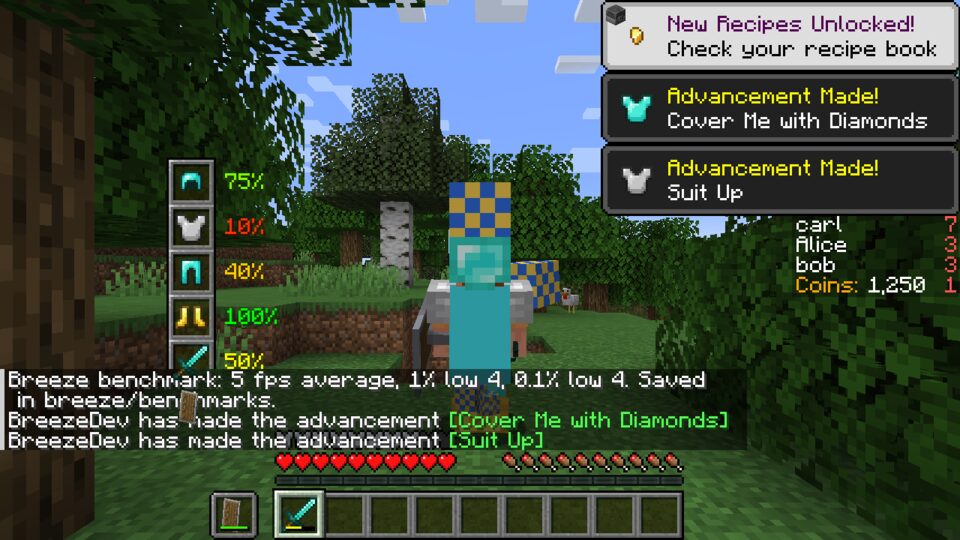 New Recipes Unlocked!
Check your recipe book
Advancement Made!
Cover Me with Diamonds
Advancement Made!
Suit Up
carl 7
Alice 3
bob 3
Coins: 1,250 1
75%
10%
40%
100%
50%
Breeze benchmark: 5 fps average, 1% low 4, 0.1% low 4. Saved
in breeze/benchmarks.
BreezeDev has made the advancement [Cover Me with Diamonds]
BreezeDev has made the advancement [Suit Up]